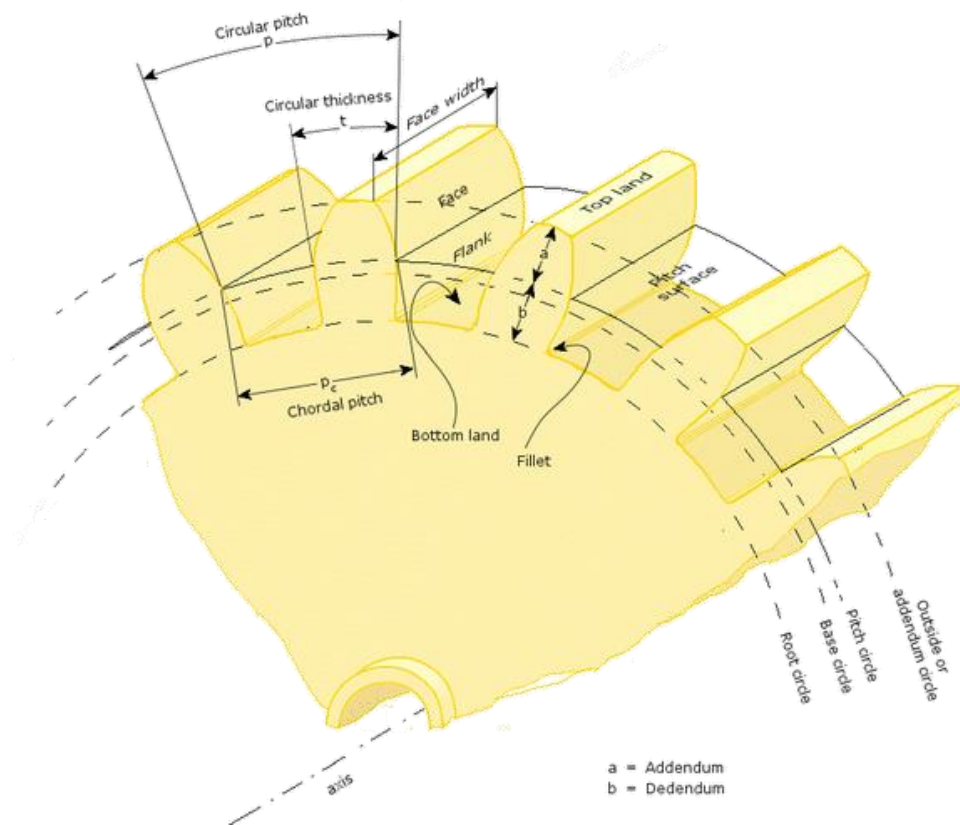 Circular pitch
p
Circular thickness
t
Face width
Face
Flank
Top land
a
b
Pitch
surface
pc
Chordal pitch
Bottom land
Fillet
Root circle
Base circle
Pitch circle
Outside or
addendum circle
axis
a = Addendum
b = Dedendum